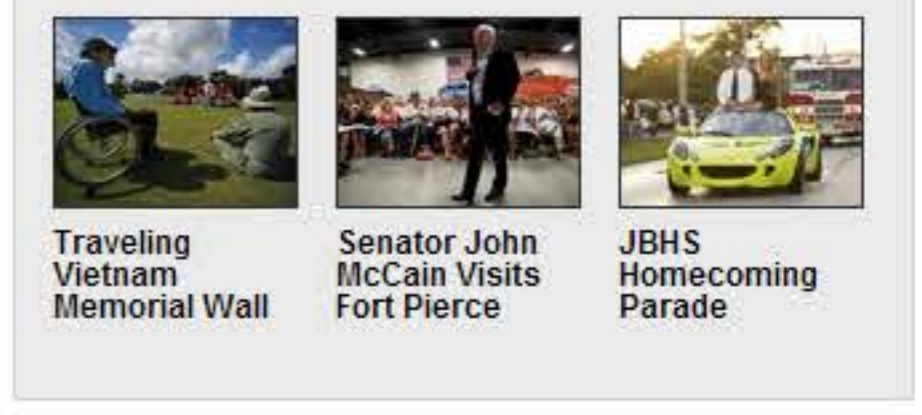 Traveling
Vietnam
Memorial Wall
Senator John
McCain Visits
Fort Pierce
JBHS
Homecoming
Parade